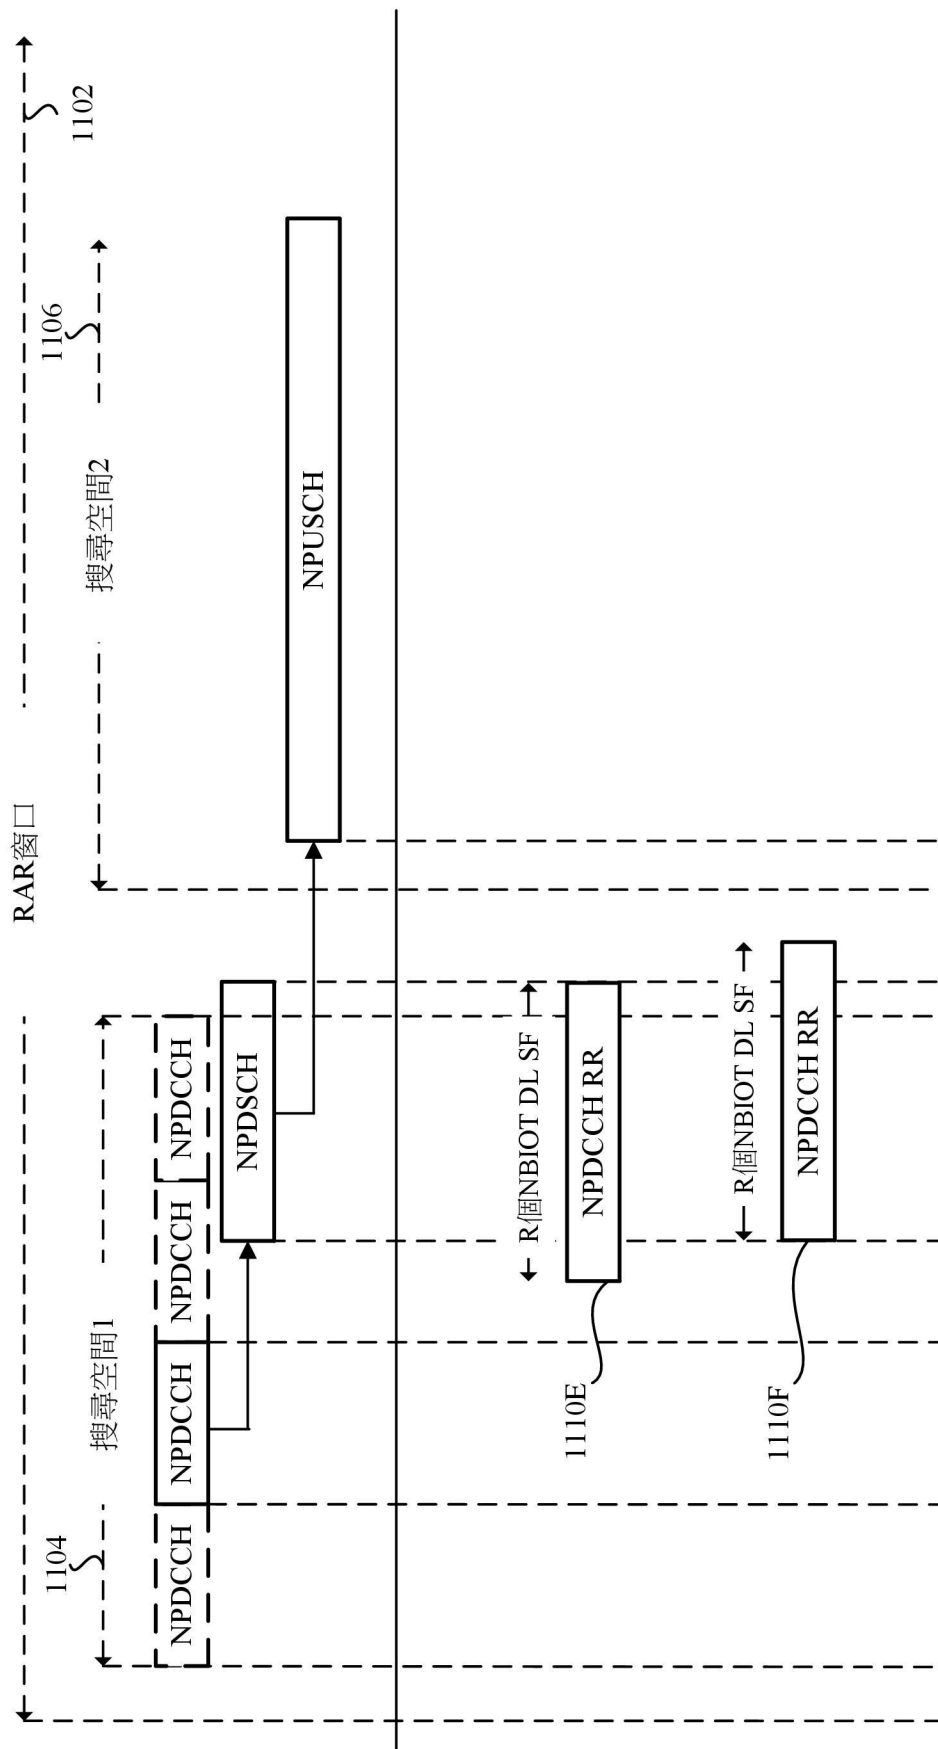 RAR窗口
1102
1104
搜尋空間1
搜尋空間2
1106
NPDCCH
NPDCCH
NPDCCH
NPDCCH
NPDSCH
NPUSCH
R個NBIOT DL SF
NPDCCH RR
1110E
R個NBIOT DL SF
NPDCCH RR
1110F